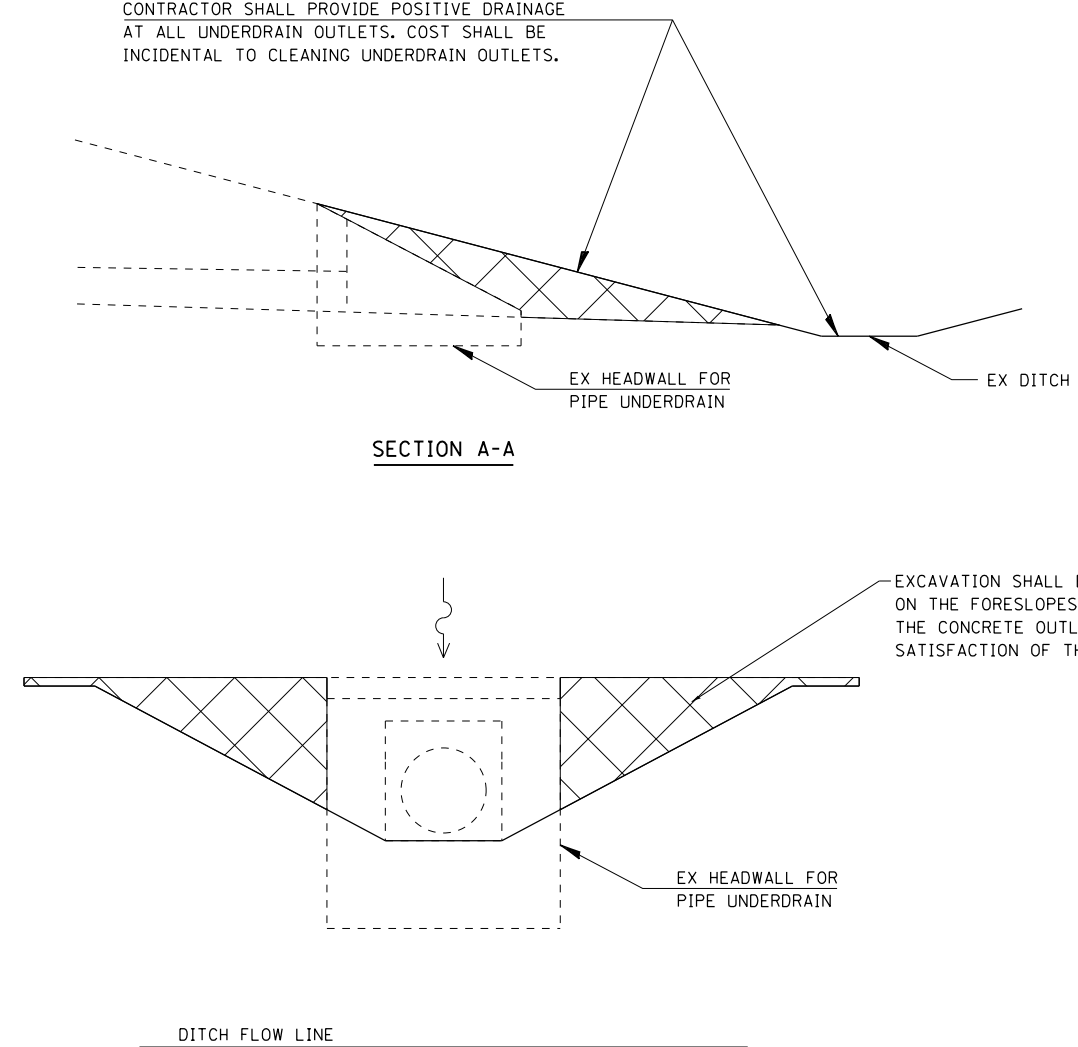 CONTRACTOR SHALL PROVIDE POSITIVE DRAINAGE
AT ALL UNDERDRAIN OUTLETS. COST SHALL BE
INCIDENTAL TO CLEANING UNDERDRAIN OUTLETS.
EX HEADWALL FOR
PIPE UNDERDRAIN
EX DITCH
SECTION A-A
EXCAVATION SHALL
ON THE FORESLOPES
THE CONCRETE
SATISFACTION OF
EX HEADWALL FOR
PIPE UNDERDRAIN
DITCH FLOW LINE